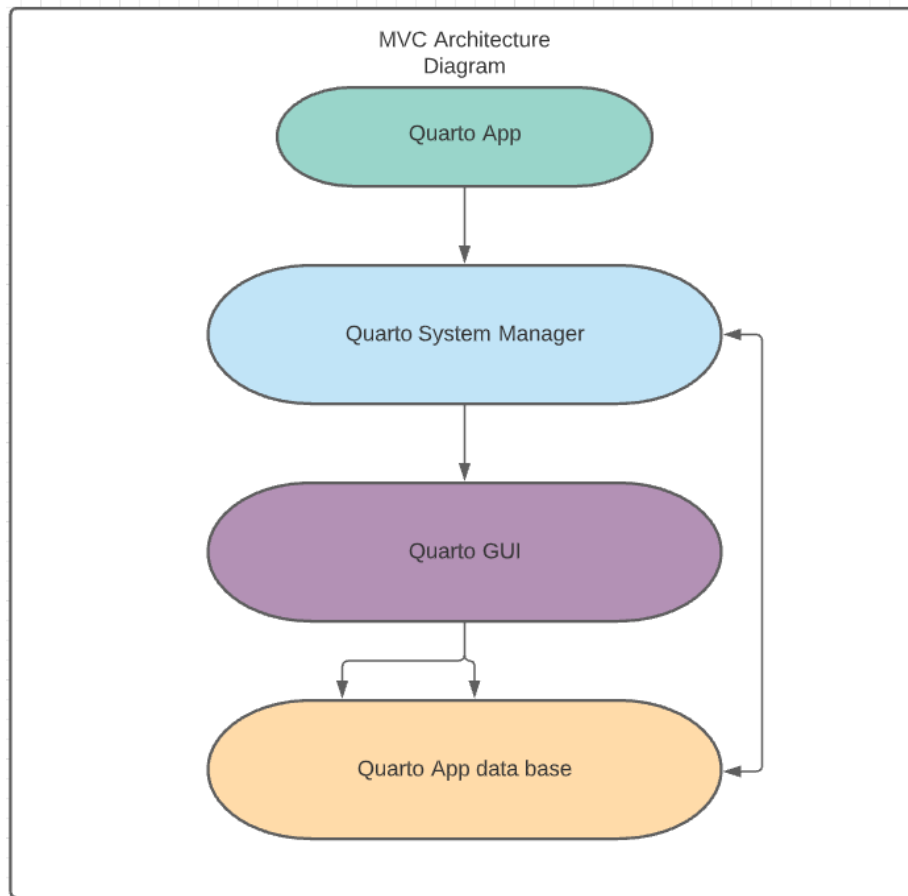 MVC Architecture
Diagram
Quarto App
Quarto System Manager
Quarto GUI
Quarto App data base